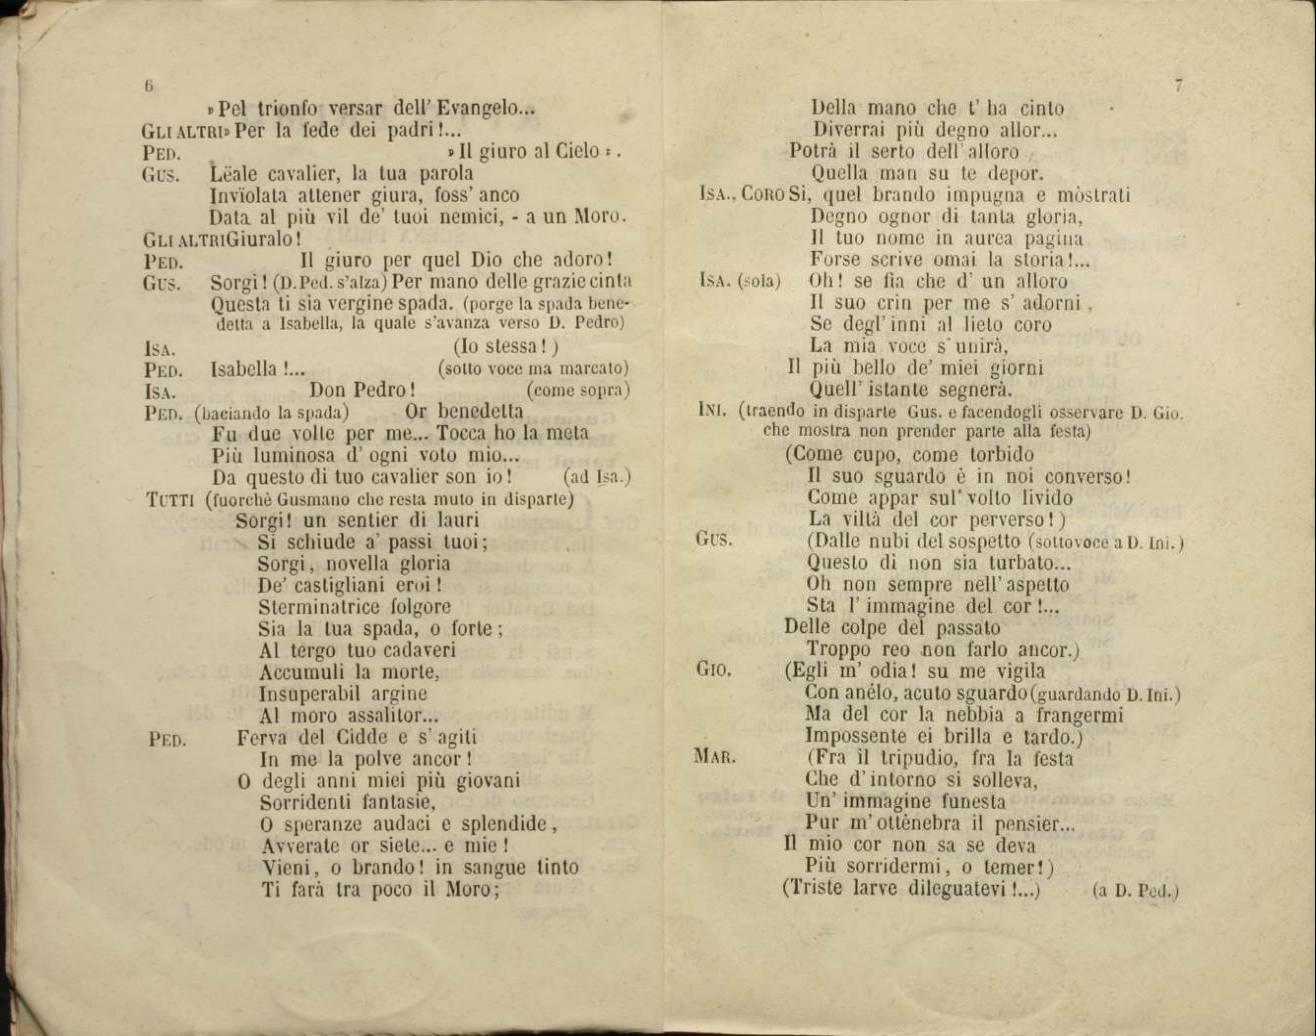 6
» Pel trionfo versar dell' Evangelo...
GLI ALTRI» Per la fede dei padri!...
PED. » Il giuro al Cielo : .
GUS. Lëale cavalier, la tua parola
Invïolata attener giura, foss' anco
Data al più vil de' tuoi nemici, - a un Moro.
GLI ALTRI Giuralo!
PED. Il giuro per quel Dio che adoro!
GUS. Sorgi! (D. Ped. s'alza) Per mano delle grazie cinta
Questa ti sia vergine spada. (porge la spada bene-
detta a Isabella, la quale s'avanza verso D. Pedro)
ISA. (Io stessa!)
PED. Isabella!... (sotto voce ma marcato)
ISA. Don Pedro! (come sopra)
PED. (baciando la spada) Or benedetta
Fu due volte per me... Tocca ho la meta
Più luminosa d' ogni voto mio...
Da questo di tuo cavalier son io! (ad Isa.)
TUTTI (fuorchè Gusmano che resta muto in disparte)
Sorgi! un sentier di lauri
Si schiude a' passi tuoi;
Sorgi, novella gloria
De' castigliani eroi!
Sterminatrice folgore
Sia la tua spada, o forte;
Al tergo tuo cadaveri
Accumuli la morte,
Insuperabil argine
Al moro assalitor...
PED. Ferva del Cidde e s' agiti
In me la polve ancor!
O degli anni miei più giovani
Sorridenti fantasie,
O speranze audaci e splendide,
Avverate or siete... e mie!
Vieni, o brando! in sangue tinto
Ti farà tra poco il Moro;
7
Della mano che t' ha cinto
Diverrai più degno allor...
Potrà il serto dell' alloro
Quella man su te depor.
ISA., CORO Si, quel brando impugna e mòstrati
Degno ognor di tanta gloria,
Il tuo nome in aurea pagina
Forse scrive omai la storia!...
ISA. (sola) Oh! se fia che d' un alloro
Il suo crin per me s' adorni,
Se degl' inni al lieto coro
La mia voce s' unirà,
Il più bello de' miei giorni
Quell' istante segnerà.
INI. (traendo in disparte Gus. e facendogli osservare D. Gio.
che mostra non prender parte alla festa)
(Come cupo, come torbido
Il suo sguardo è in noi converso!
Come appar sul' volto livido
La viltà del cor perverso!)
GUS. (Dalle nubi del sospetto (sottovoce a D. Ini.)
Questo dì non sia turbato...
Oh non sempre nell' aspetto
Sta l' immagine del cor!...
Delle colpe del passato
Troppo reo non farlo ancor.)
GIO. (Egli m' odia! su me vigila
Con anélo, acuto sguardo (guardando D. Ini.)
Ma del cor la nebbia a frangermi
Impossente ei brilla e tardo.)
MAR. (Fra il tripudio, fra la festa
Che d' intorno si solleva,
Un' immagine funesta
Pur m' ottènebra il pensier...
Il mio cor non sa se deva
Più sorridermi, o temer!)
(Triste larve dileguatevi!...) (a D. Ped.)